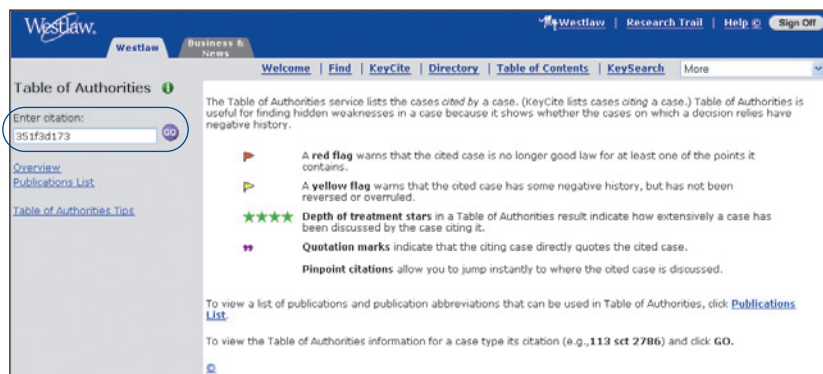 Westlaw.
Westlaw
Business & News
Westlaw | Research Trail | Help © Sign Off
Welcome | Find | KeyCite | Directory | Table of Contents | KeySearch More
Table of Authorities
Enter citation:
351f3d173 GO
Overview
Publications List
Table of Authorities Tips
The Table of Authorities service lists the cases cited by a case. (KeyCite lists cases citing a case.) Table of Authorities is
useful for finding hidden weaknesses in a case because it shows whether the cases on which a decision relies have
negative history.
A red flag warns that the cited case is no longer good law for at least one of the points it
contains.
A yellow flag warns that the cited case has some negative history, but has not been
reversed or overruled.
★★★★ Depth of treatment stars in a Table of Authorities result indicate how extensively a case has
been discussed by the case citing it.
" Quotation marks indicate that the citing case directly quotes the cited case.
Pinpoint citations allow you to jump instantly to where the cited case is discussed.
To view a list of publications and publication abbreviations that can be used in Table of Authorities, click Publications
List.
To view the Table of Authorities information for a case type its citation (e.g.,113 sct 2786) and click GO.
©